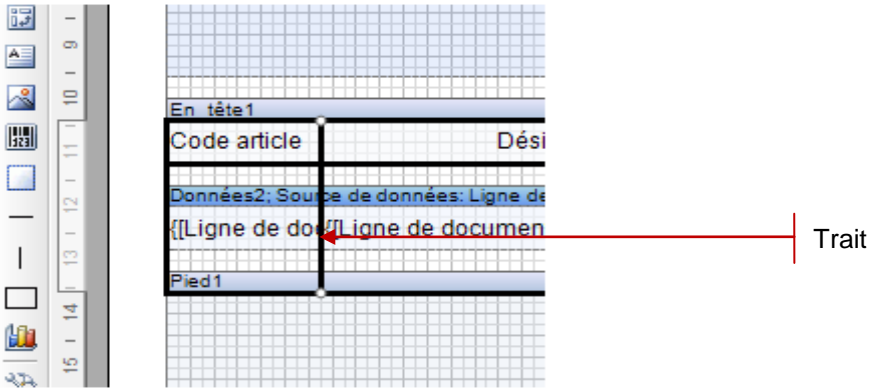 9
10
11
12
13
14
15
En tête1
Code article Dési
Données2; Source de données: Ligne de
{[Ligne de do {[Ligne de documen
Trait
Pied1